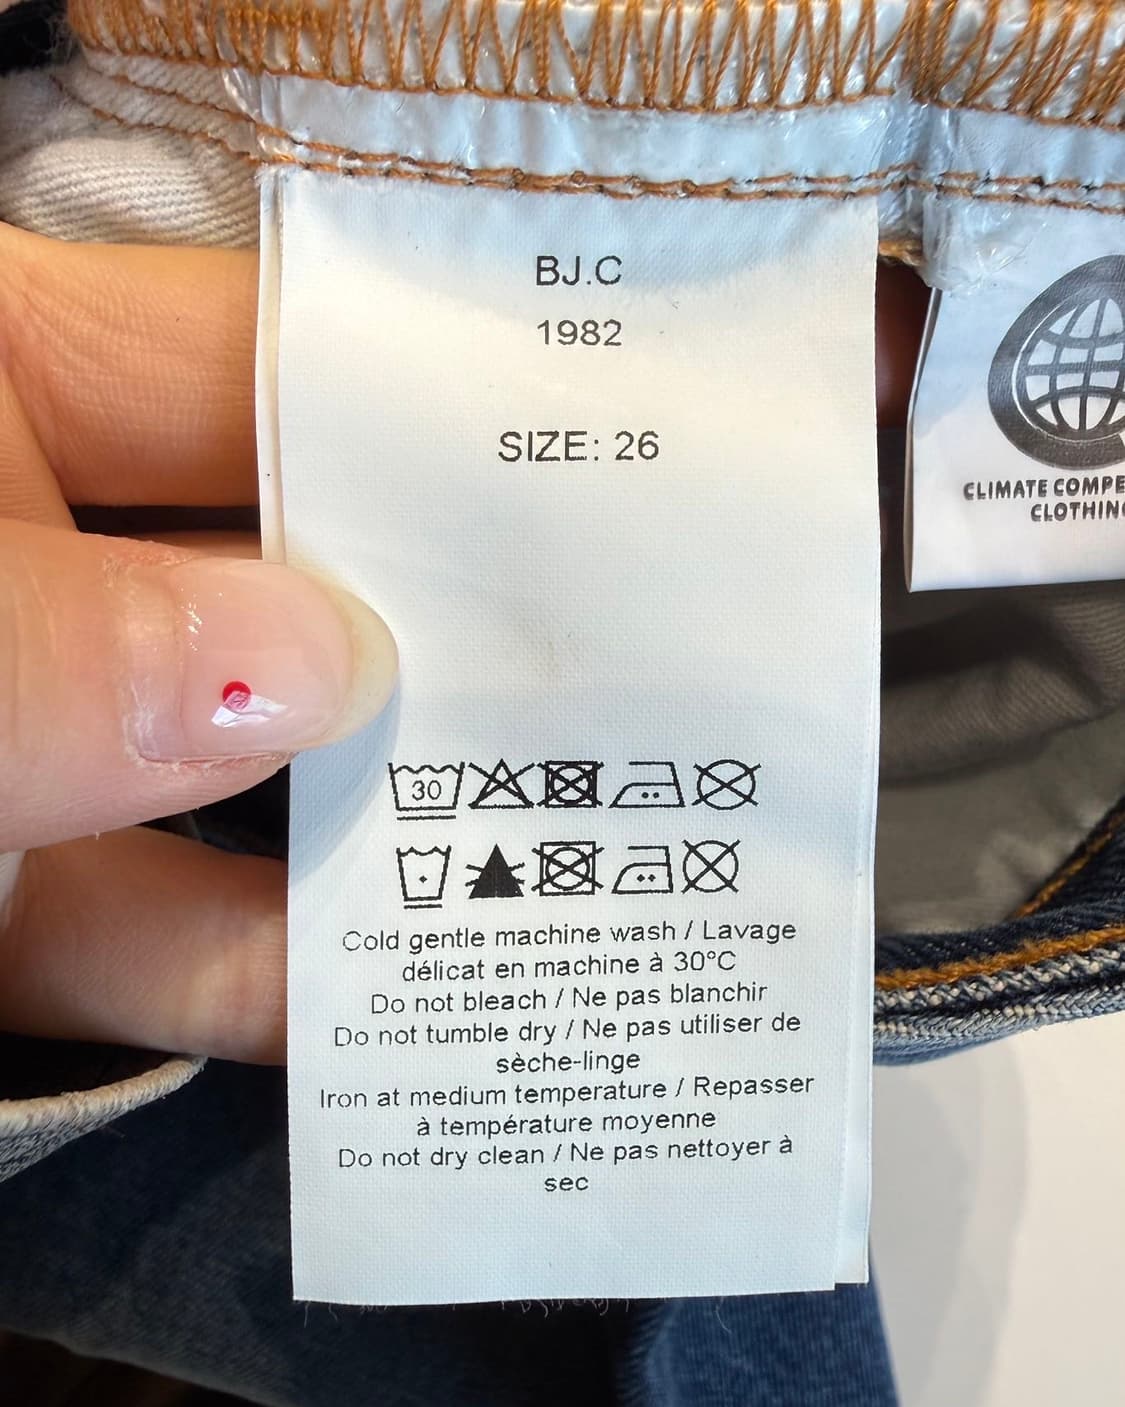 BJ.C
1982
SIZE: 26
CLIMATE COMPE
CLOTHIN
30
Cold gentle machine wash / Lavage
délicat en machine à 30°C
Do not bleach / Ne pas blanchir
Do not tumble dry / Ne pas utiliser de
sèche-linge
Iron at medium temperature / Repasser
à température moyenne
Do not dry clean / Ne pas nettoyer à
sec